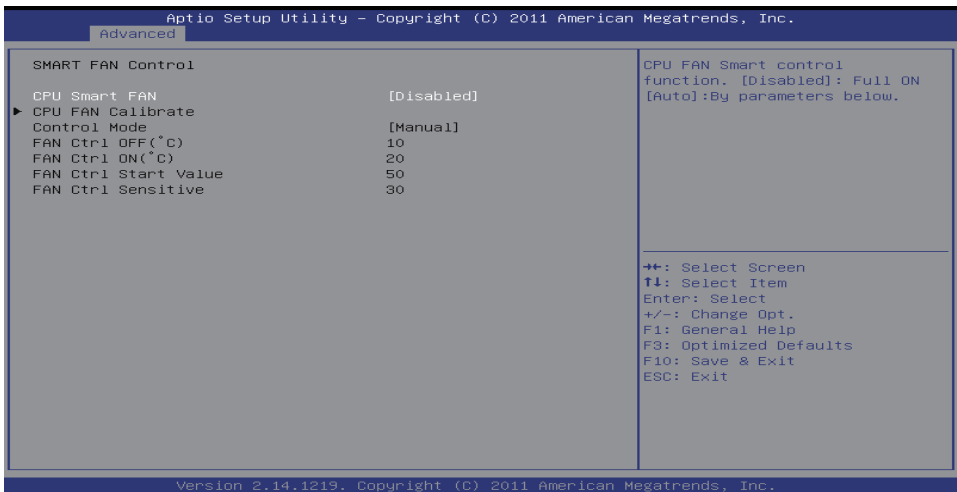 Aptio Setup Utility – Copyright (C) 2011 American Megatrends, Inc.
Advanced
SMART FAN Control
CPU Smart FAN [Disabled]
► CPU FAN Calibrate
Control Mode [Manual]
FAN Ctrl OFF(°C) 10
FAN Ctrl ON(°C) 20
FAN Ctrl Start Value 50
FAN Ctrl Sensitive 30
CPU FAN Smart control
function. [Disabled]: Full ON
[Auto]:By parameters below.
→←: Select Screen
↑↓: Select Item
Enter: Select
+/-: Change Opt.
F1: General Help
F3: Optimized Defaults
F10: Save & Exit
ESC: Exit
Version 2.14.1219. Copyright (C) 2011 American Megatrends, Inc.